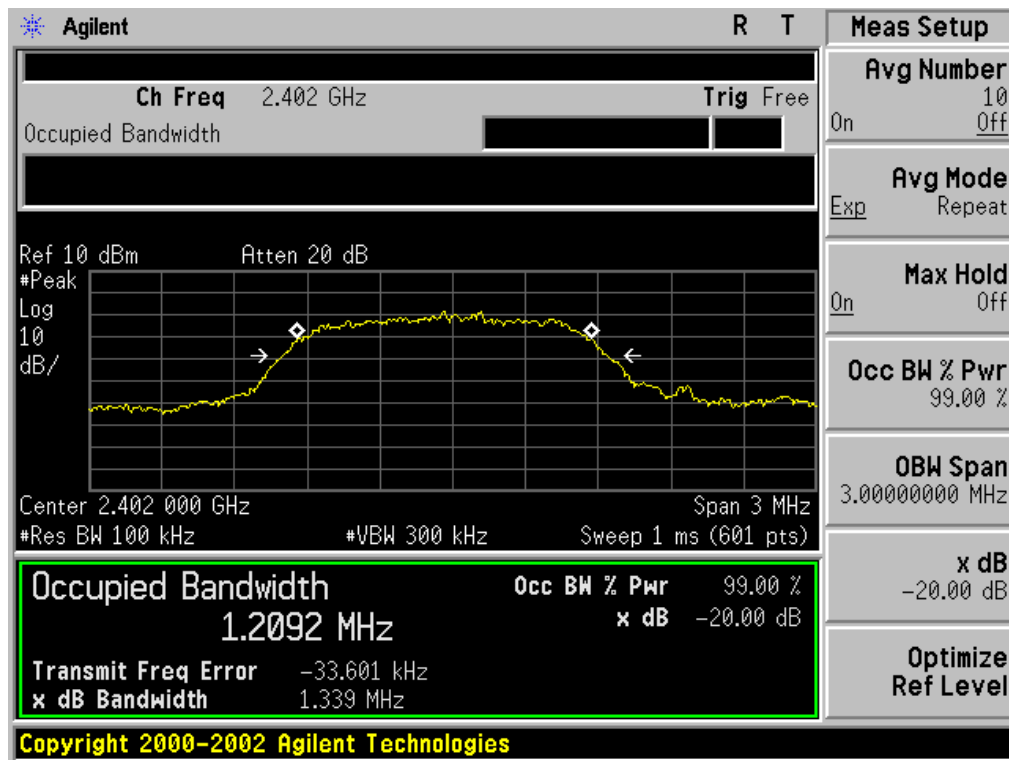 Agilent R T Meas Setup
Ch Freq 2.402 GHz Trig Free
Occupied Bandwidth
Avg Number
10
On Off
Avg Mode
Exp Repeat
Max Hold
On Off
Occ BW % Pwr
99.00 %
OBW Span
3.00000000 MHz
x dB
-20.00 dB
Optimize
Ref Level
Ref 10 dBm Atten 20 dB
#Peak
Log
10
dB/
Center 2.402 000 GHz Span 3 MHz
#Res BW 100 kHz #VBW 300 kHz Sweep 1 ms (601 pts)
Occupied Bandwidth Occ BW % Pwr 99.00 %
1.2092 MHz x dB -20.00 dB
Transmit Freq Error -33.601 kHz
x dB Bandwidth 1.339 MHz
Copyright 2000-2002 Agilent Technologies